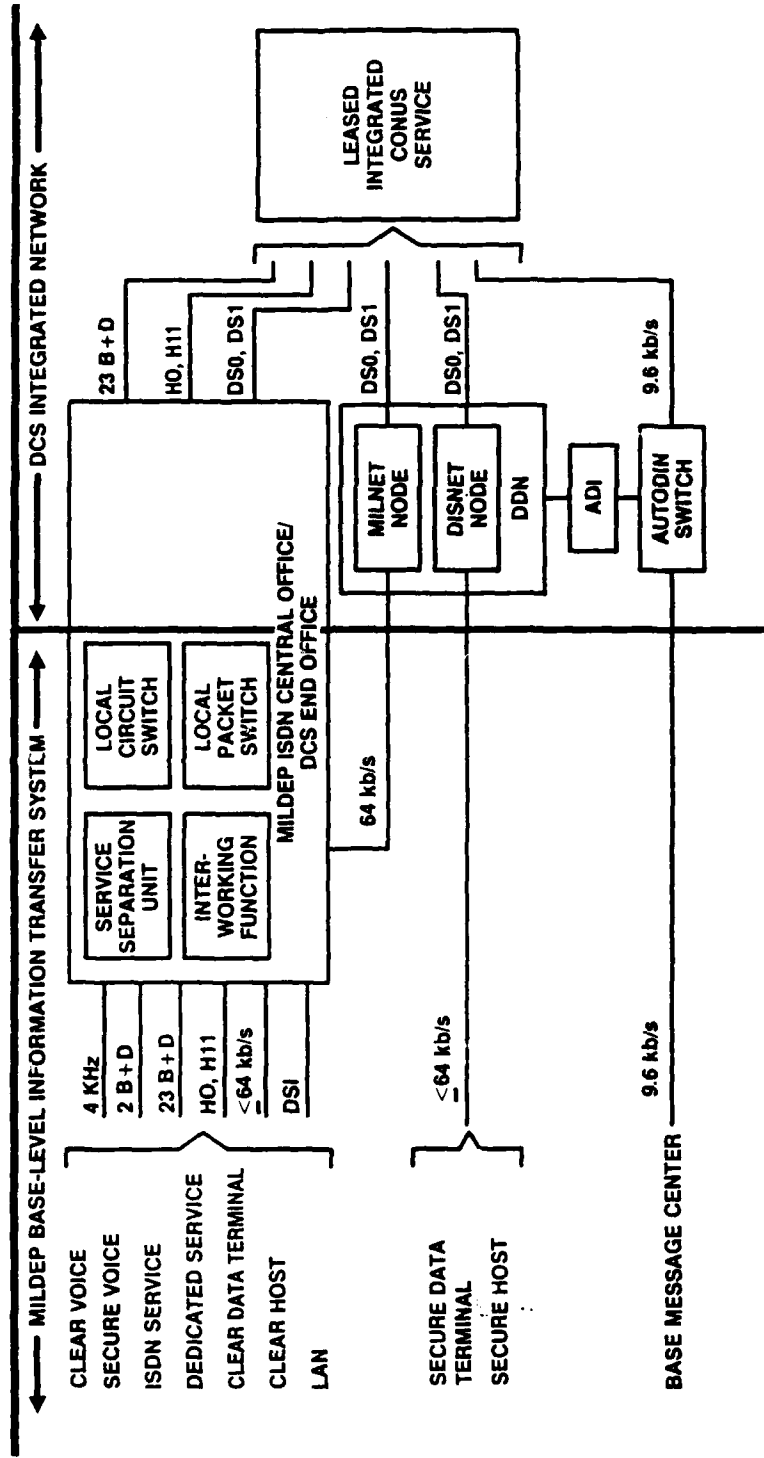 MILDEP BASE-LEVEL INFORMATION TRANSFER SYSTEM
DCS INTEGRATED NETWORK
CLEAR VOICE
SECURE VOICE
ISDN SERVICE
DEDICATED SERVICE
CLEAR DATA TERMINAL
CLEAR HOST
LAN
4 KHz
2 B+D
23 B+D
HO, H11
≤64 kb/s
DSI
SERVICE
SEPARATION
UNIT
LOCAL
CIRCUIT
SWITCH
INTER-
WORKING
FUNCTION
LOCAL
PACKET
SWITCH
MILDEP ISDN CENTRAL OFFICE/
DCS END OFFICE
23 B+D
HO, H11
DS0, DS1
LEASED
INTEGRATED
CONUS
SERVICE
64 kb/s
MILNET
NODE
DS0, DS1
SECURE DATA
TERMINAL
SECURE HOST
≤64 kb/s
DISNET
NODE
DDN
DS0, DS1
ADI
BASE MESSAGE CENTER
9.6 kb/s
AUTODIN
SWITCH
9.6 kb/s